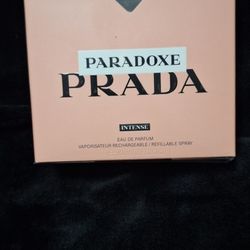 PARADOXE
PRADA
INTENSE
EAU DE PARFUM
VAPORISATEUR RECHARGEABLE / REFILLABLE SPRAY